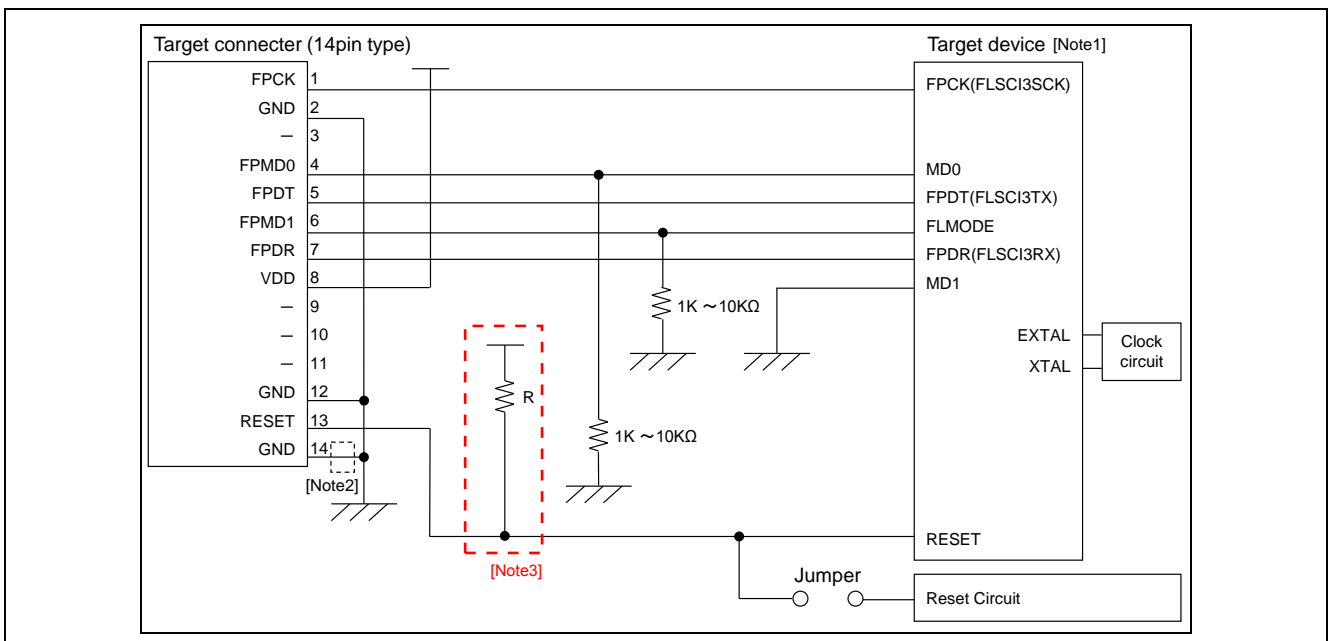 Target connecter (14pin type)
Target device [Note1]
FPCK 1
GND 2
— 3
FPMD0 4
FPDT 5
FPMD1 6
FPDR 7
VDD 8
— 9
— 10
— 11
GND 12
RESET 13
GND 14
[Note2]
FPCK(FLSCI3SCK)
MD0
FPDT(FLSCI3TX)
FLMODE
FPDR(FLSCI3RX)
MD1
EXTAL
XTAL
RESET
Clock
circuit
1K ～10KΩ
1K ～10KΩ
R
[Note3]
Jumper
Reset Circuit